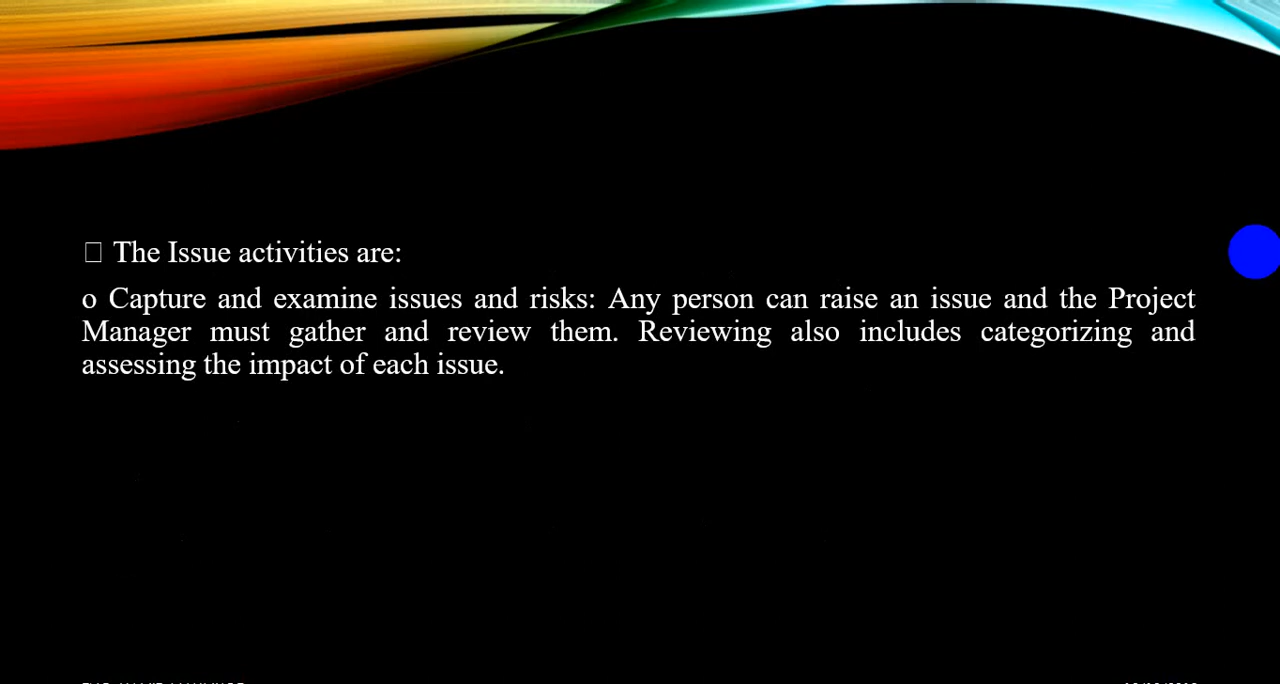 □ The Issue activities are:
o Capture and examine issues and risks: Any person can raise an issue and the Project
Manager must gather and review them. Reviewing also includes categorizing and
assessing the impact of each issue.